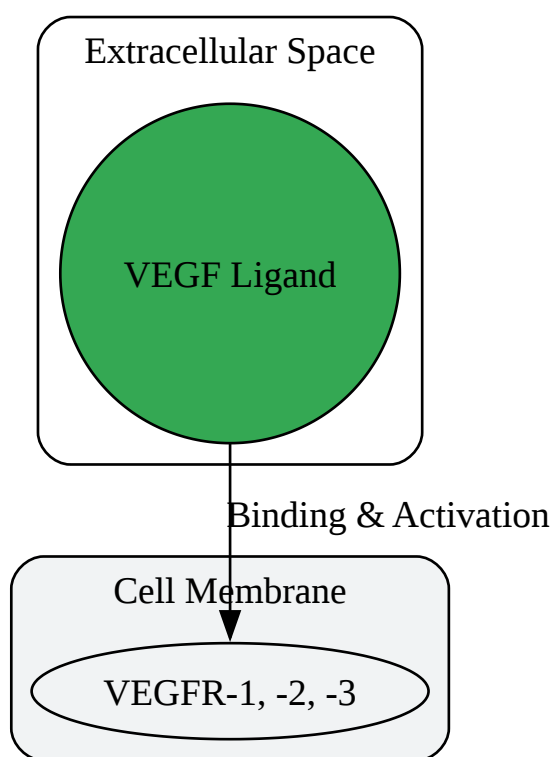 Extracellular Space
VEGF Ligand
Binding & Activation
Cell Membrane
VEGFR-1, -2, -3